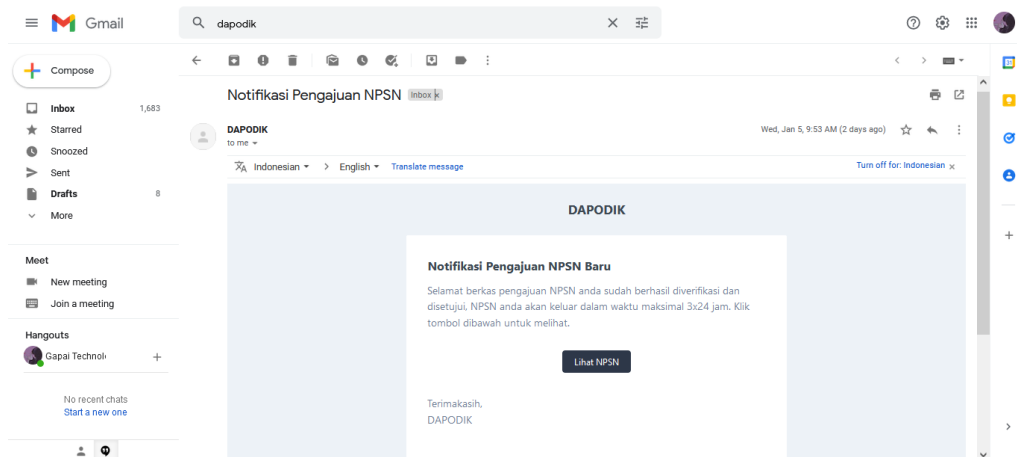 Gmail
dapodik
Compose
Inbox 1,683
Starred
Snoozed
Sent
Drafts 8
More
Meet
New meeting
Join a meeting
Hangouts
Gapai Technol
No recent chats
Start a new one
Notifikasi Pengajuan NPSN Inbox x
DAPODIK Wed, Jan 5, 9:53 AM (2 days ago)
to me
Indonesian > English Translate message Turn off for: Indonesian x
DAPODIK
Notifikasi Pengajuan NPSN Baru
Selamat berkas pengajuan NPSN anda sudah berhasil diverifikasi dan
disetujui, NPSN anda akan keluar dalam waktu maksimal 3x24 jam. Klik
tombol dibawah untuk melihat.
Lihat NPSN
Terimakasih,
DAPODIK